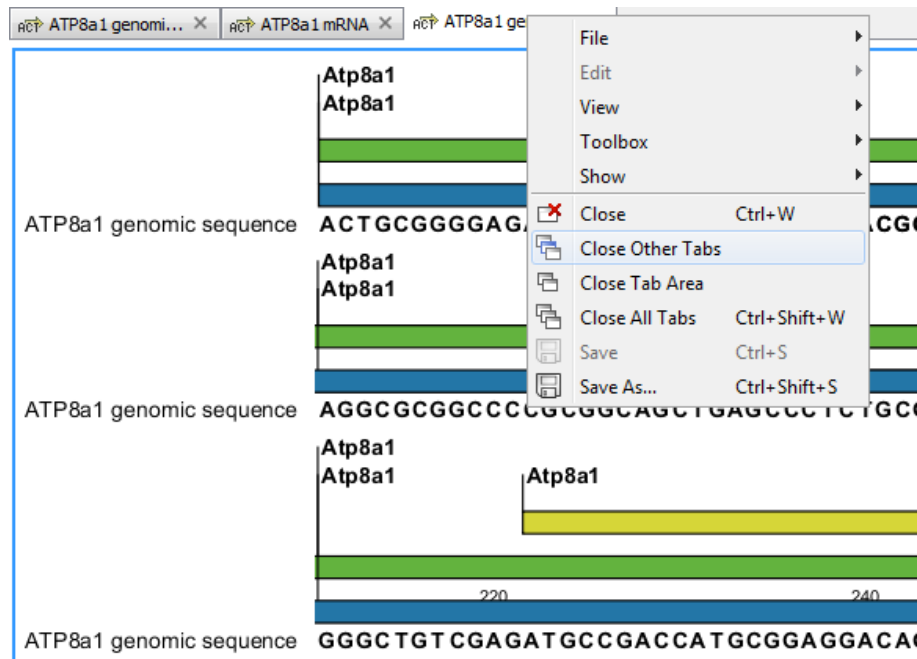 ATP8a1 genomi... ATP8a1 mRNA ATP8a1 ge
File
Edit
View
Toolbox
Show
Close Ctrl+W
Close Other Tabs
Close Tab Area
Close All Tabs Ctrl+Shift+W
Save Ctrl+S
Save As... Ctrl+Shift+S
Atp8a1
Atp8a1
ATP8a1 genomic sequence ACTGCGGGGAG
Atp8a1
Atp8a1
ATP8a1 genomic sequence AGGCGCGGCCCCGCGGCAGCTGAGCCCTCTGC
Atp8a1
Atp8a1 Atp8a1
220 240
ATP8a1 genomic sequence GGGCTGTCGAGATGCCGACCATGCGGAGGACA